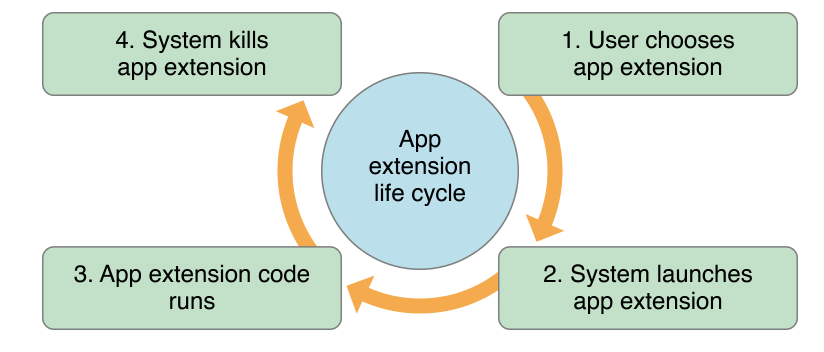 4. System kills
app extension
1. User chooses
app extension
App
extension
life cycle
3. App extension code
runs
2. System launches
app extension